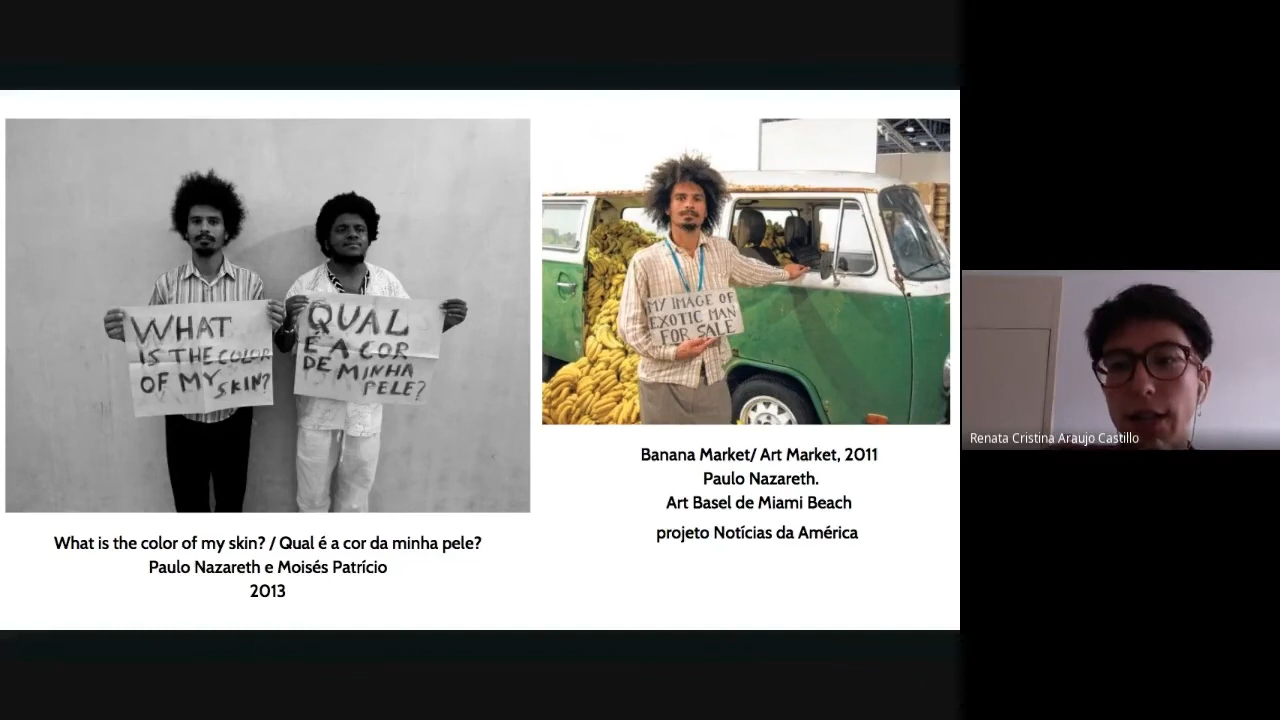 WHAT
IS THE COLOR
OF MY SKIN?
QUAL
É A COR
DE MINHA
PELE?
What is the color of my skin? / Qual é a cor da minha pele?
Paulo Nazareth e Moisés Patrício
2013
MY IMAGE OF
EXOTIC MAN
FOR SALE
Banana Market/ Art Market, 2011
Paulo Nazareth.
Art Basel de Miami Beach
projeto Notícias da América
Renata Cristina Araujo Castillo